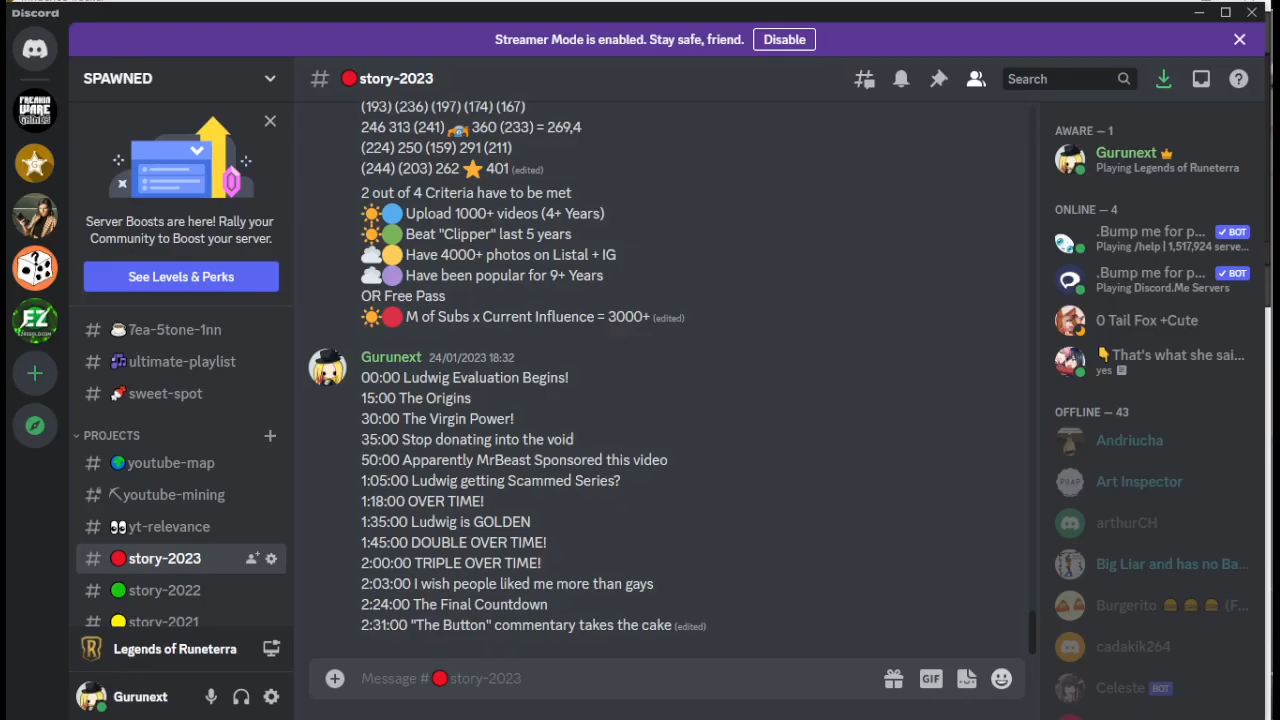 Discord
Streamer Mode is enabled. Stay safe, friend.
Disable
FREAKIN
WARE
GAMES
G
EZ
SPAWNED
Server Boosts are here! Rally your
Community to Boost your server.
See Levels & Perks
7ea-5tone-1nn
ultimate-playlist
sweet-spot
PROJECTS
youtube-map
youtube-mining
yt-relevance
story-2023
story-2022
story-2021
Legends of Runeterra
Gurunext
story-2023
Search
(193) (236) (197) (174) (167)
246 313 (241) 360 (233) = 269,4
(224) 250 (159) 291 (211)
(244) (203) 262 ⭐ 401 (edited)
2 out of 4 Criteria have to be met
☀️🔵 Upload 1000+ videos (4+ Years)
☀️🟢 Beat "Clipper" last 5 years
☁️🟡 Have 4000+ photos on Listal + IG
☁️🟣 Have been popular for 9+ Years
OR Free Pass
☀️🔴 M of Subs x Current Influence = 3000+ (edited)
Gurunext 24/01/2023 18:32
00:00 Ludwig Evaluation Begins!
15:00 The Origins
30:00 The Virgin Power!
35:00 Stop donating into the void
50:00 Apparently MrBeast Sponsored this video
1:05:00 Ludwig getting Scammed Series?
1:18:00 OVER TIME!
1:35:00 Ludwig is GOLDEN
1:45:00 DOUBLE OVER TIME!
2:00:00 TRIPLE OVER TIME!
2:03:00 I wish people liked me more than gays
2:24:00 The Final Countdown
2:31:00 "The Button" commentary takes the cake (edited)
Message #🔴story-2023
GIF
AWARE — 1
Gurunext
Playing Legends of Runeterra
ONLINE — 4
.Bump me for p... ✓ BOT
Playing /help | 1,517,924 serve...
.Bump me for p... ✓ BOT
Playing Discord.Me Servers
0 Tail Fox +Cute
👇That's what she sai...
yes
OFFLINE — 43
Andriucha
Art Inspector
arthurCH
Big Liar and has no Ba...
Burgerito 🍔 🍔 🍔 (F...
cadakik264
Celeste BOT